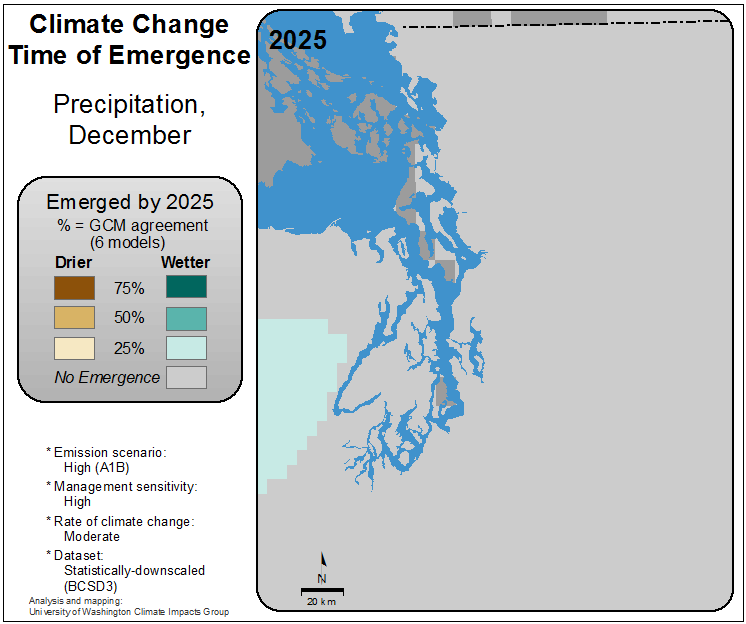 Climate Change
Time of Emergence
Precipitation,
December
Emerged by 2025
% = GCM agreement
(6 models)
Drier Wetter
75%
50%
25%
No Emergence
* Emission scenario:
High (A1B)
* Management sensitivity:
High
* Rate of climate change:
Moderate
* Dataset:
Statistically-downscaled
(BCSD3)
Analysis and mapping:
University of Washington Climate Impacts Group
2025
N
20 km